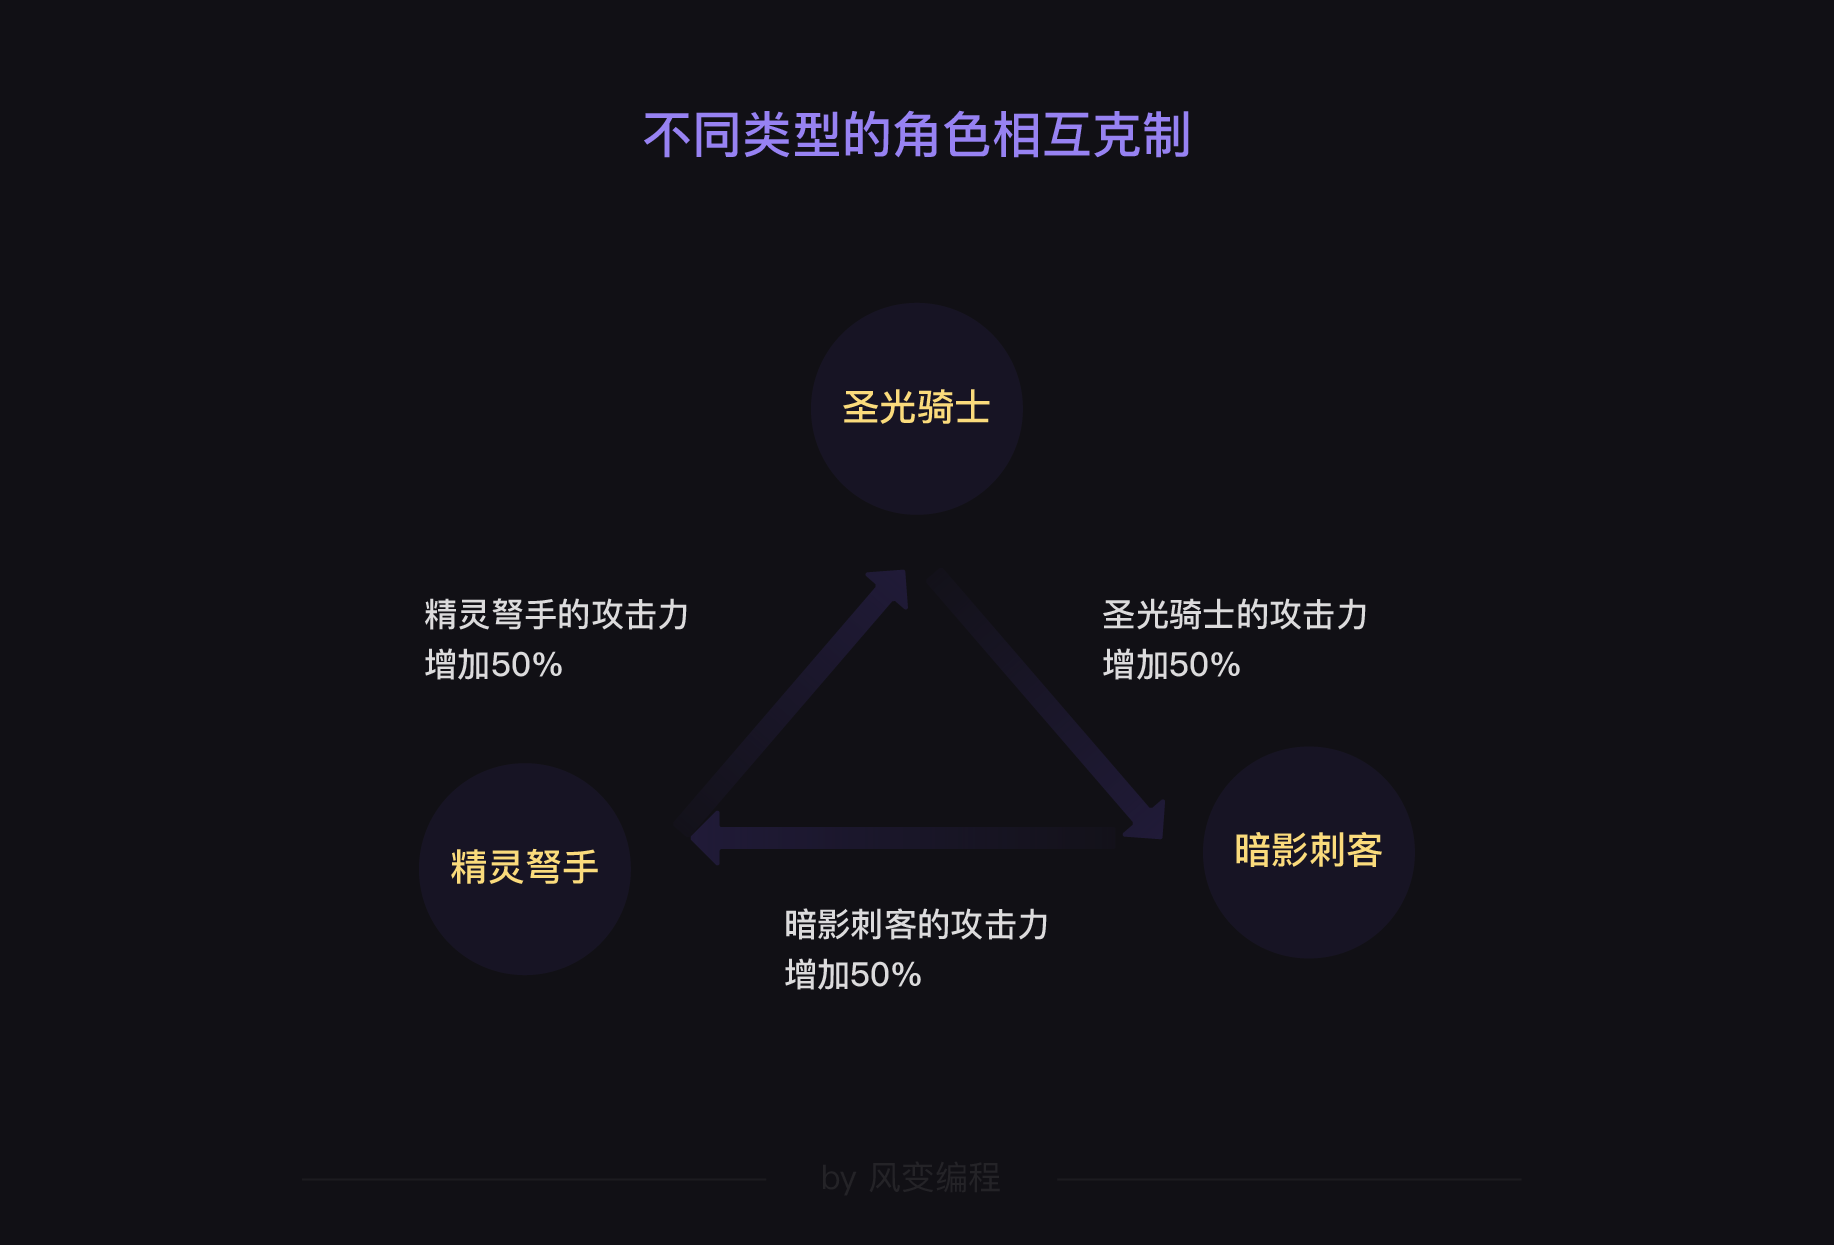 不同类型的角色相互克制
圣光骑士
精灵弩手的攻击力
增加50%
圣光骑士的攻击力
增加50%
精灵弩手
暗影刺客
暗影刺客的攻击力
增加50%
by 风变编程